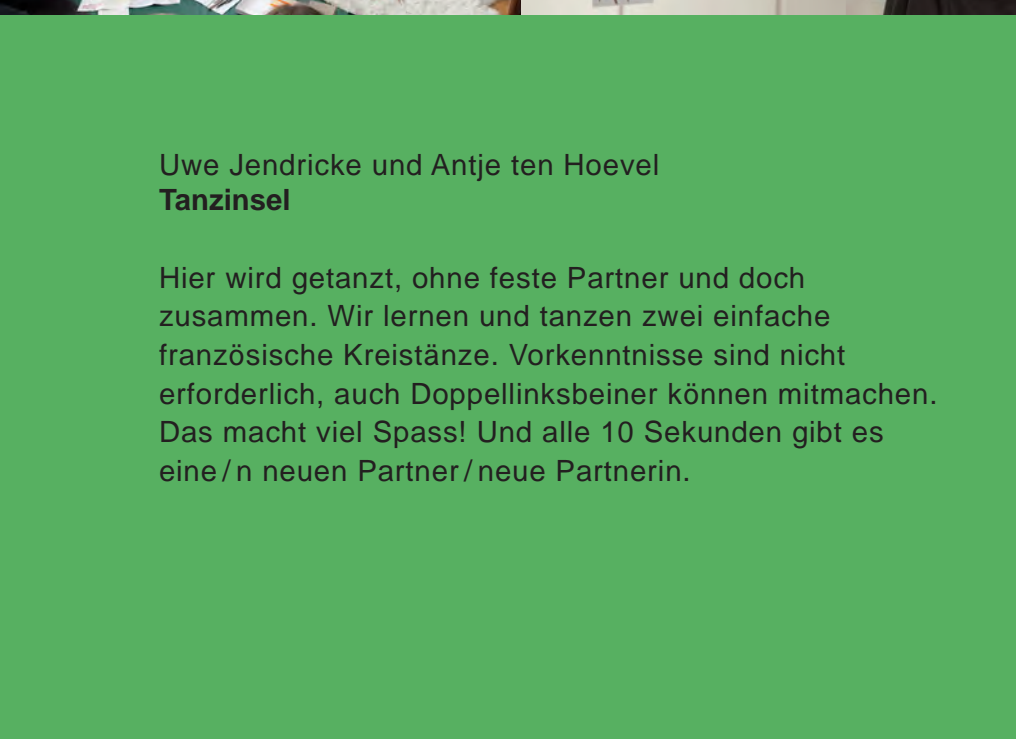 Uwe Jendricke und Antje ten Hoevel
Tanzinsel
Hier wird getanzt, ohne feste Partner und doch
zusammen. Wir lernen und tanzen zwei einfache
französische Kreistänze. Vorkenntnisse sind nicht
erforderlich, auch Doppellinksbeiner können mitmachen.
Das macht viel Spass! Und alle 10 Sekunden gibt es
eine/n neuen Partner/neue Partnerin.